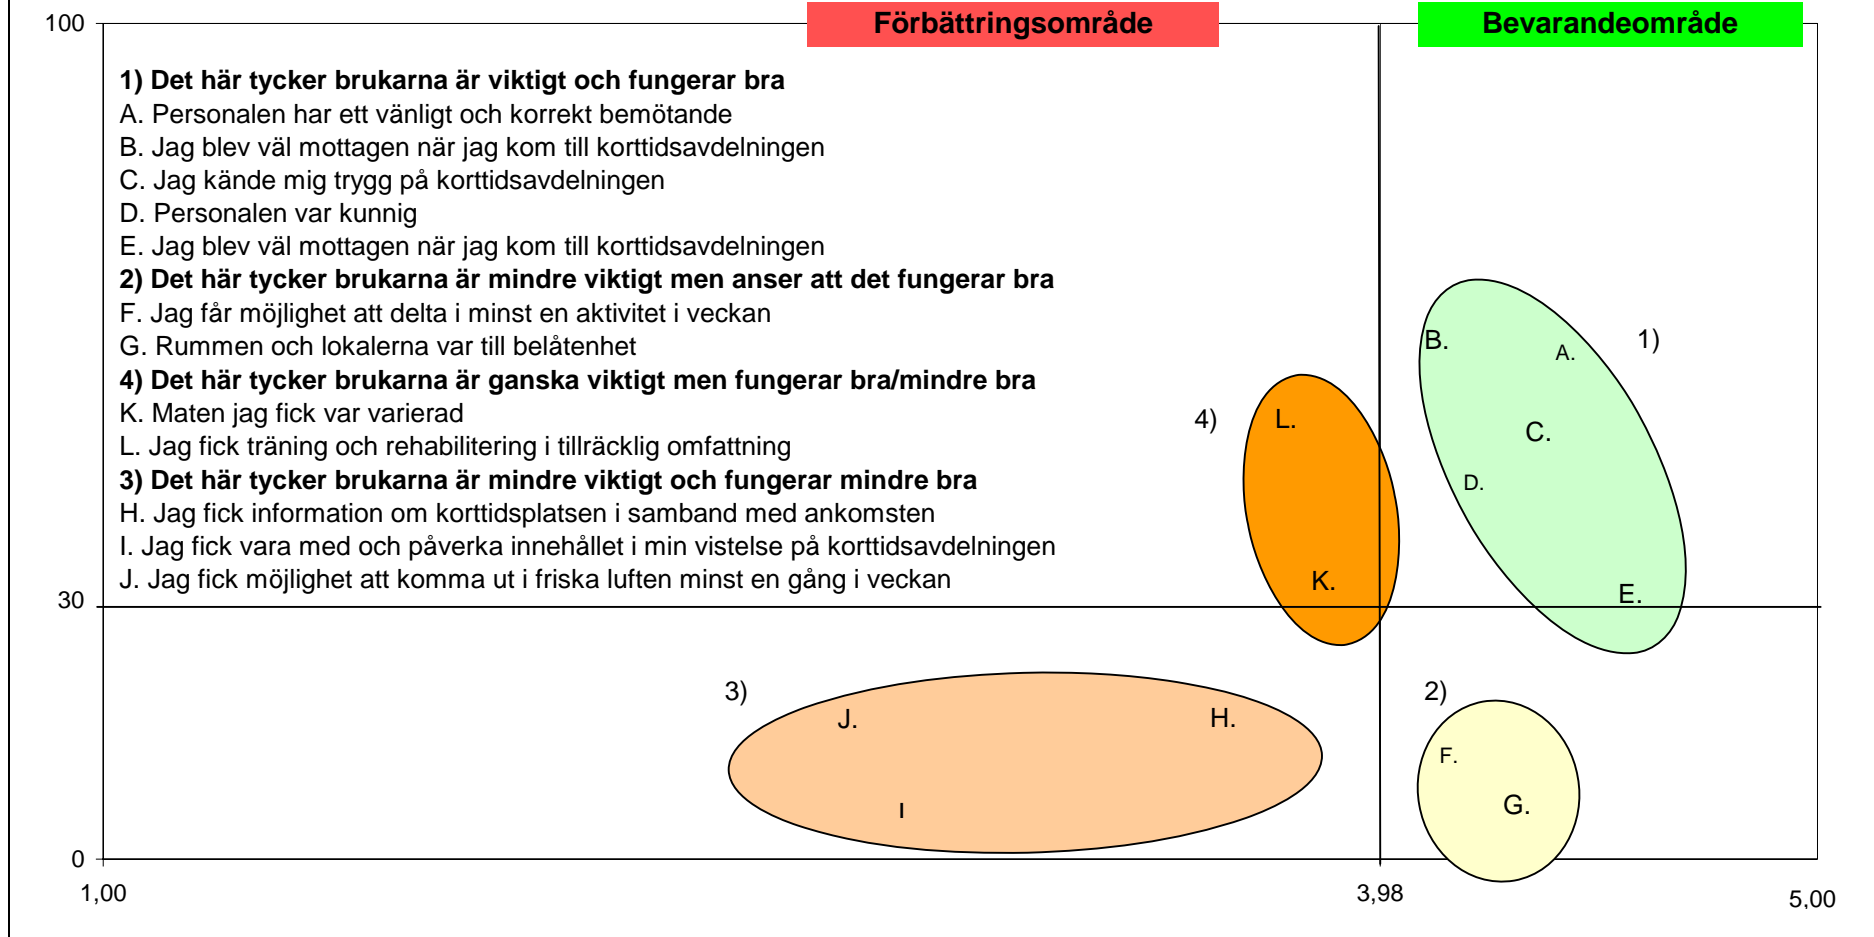 100
Förbättringsområde
Bevarandeområde
1) Det här tycker brukarna är viktigt och fungerar bra
A. Personalen har ett vänligt och korrekt bemötande
B. Jag blev väl mottagen när jag kom till korttidsavdelningen
C. Jag kände mig trygg på korttidsavdelningen
D. Personalen var kunnig
E. Jag blev väl mottagen när jag kom till korttidsavdelningen
2) Det här tycker brukarna är mindre viktigt men anser att det fungerar bra
F. Jag får möjlighet att delta i minst en aktivitet i veckan
G. Rummen och lokalerna var till belåtenhet
4) Det här tycker brukarna är ganska viktigt men fungerar bra/mindre bra
K. Maten jag fick var varierad
L. Jag fick träning och rehabilitering i tillräcklig omfattning
3) Det här tycker brukarna är mindre viktigt och fungerar mindre bra
H. Jag fick information om korttidsplatsen i samband med ankomsten
I. Jag fick vara med och påverka innehållet i min vistelse på korttidsavdelningen
J. Jag fick möjlighet att komma ut i friska luften minst en gång i veckan
B.
A.
1)
4)
L.
C.
D.
K.
E.
30
3)
J.
H.
I
2)
F.
G.
0
1,00
3,98
5,00